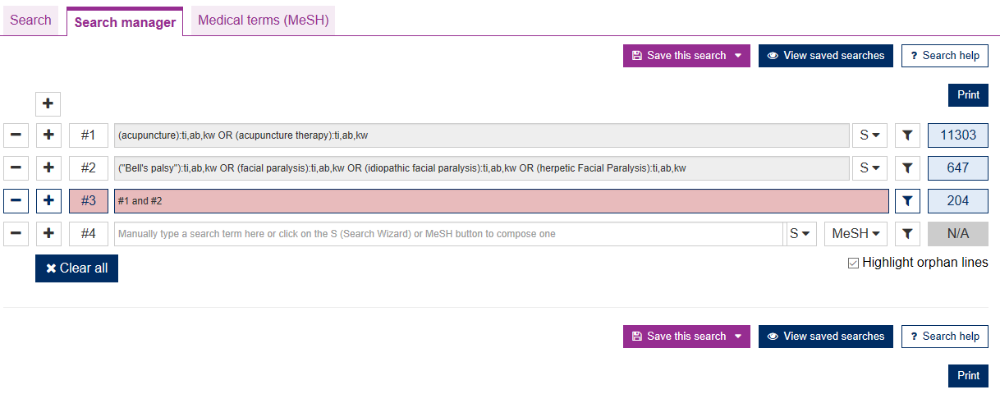 Search Search manager Medical terms (MeSH)
Save this search View saved searches ? Search help
Print
+
− + #1 (acupuncture):ti,ab,kw OR (acupuncture therapy):ti,ab,kw S 11303
− + #2 ("Bell's palsy"):ti,ab,kw OR (facial paralysis):ti,ab,kw OR (idiopathic facial paralysis):ti,ab,kw OR (herpetic Facial Paralysis):ti,ab,kw S 647
− + #3 #1 and #2 204
− + #4 Manually type a search term here or click on the S (Search Wizard) or MeSH button to compose one S MeSH N/A
Clear all Highlight orphan lines
Save this search View saved searches ? Search help
Print